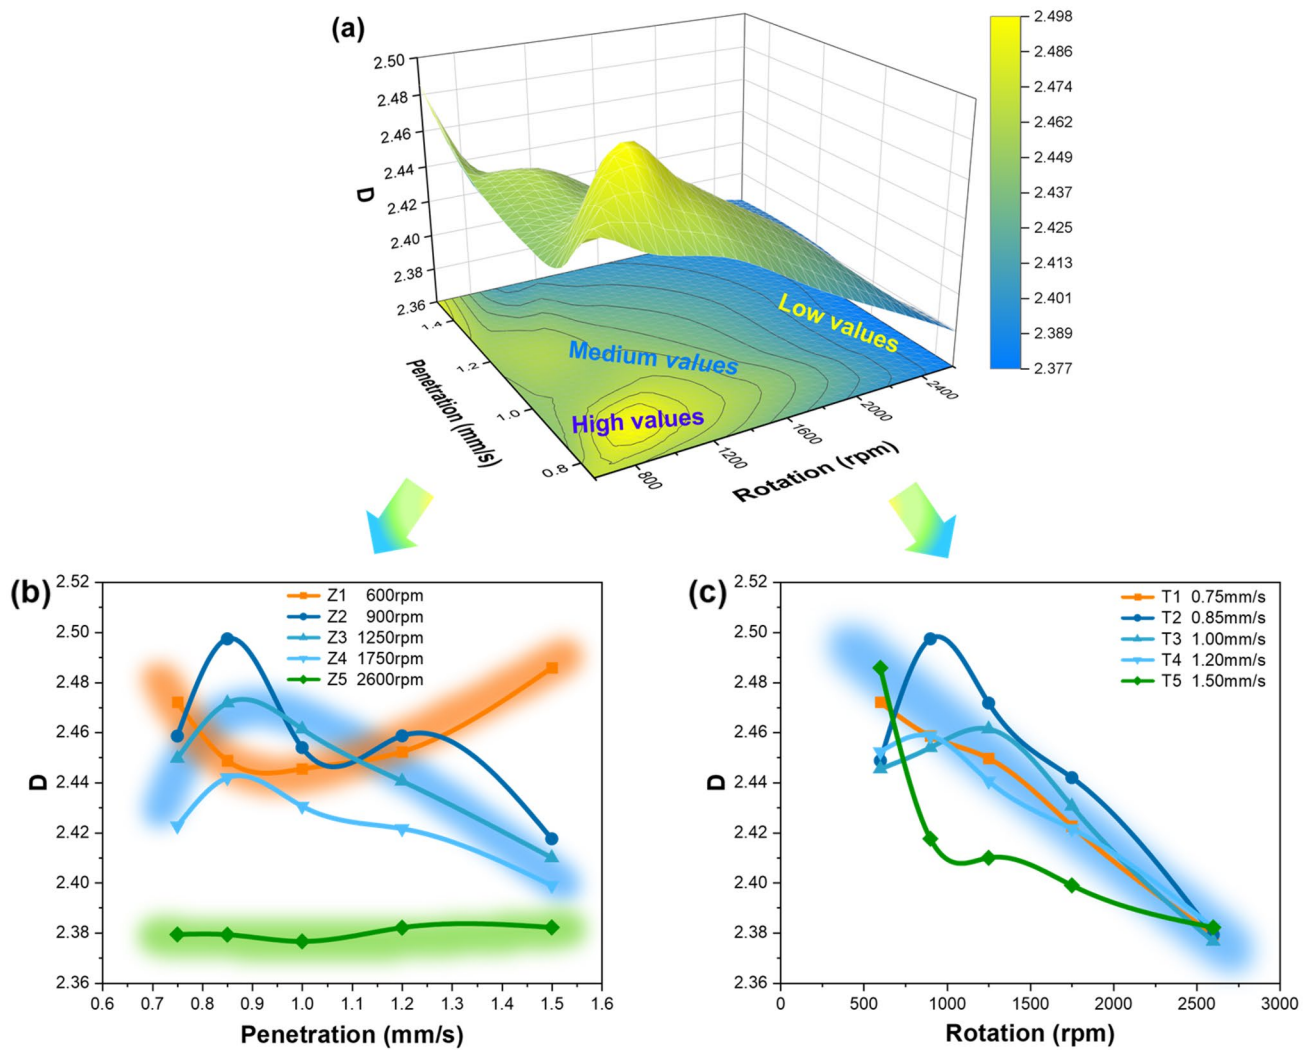 (a)
2.50
2.48
2.46
2.44
2.42
2.40
2.38
2.36
D
1.4
1.2
1.0
0.8
Penetration (mm/s)
800
1200
1600
2000
2400
Rotation (rpm)
Low values
Medium values
High values
2.498
2.486
2.474
2.462
2.449
2.437
2.425
2.413
2.401
2.389
2.377
(b)
2.52
2.50
2.48
2.46
2.44
2.42
2.40
2.38
2.36
D
Z1 600rpm
Z2 900rpm
Z3 1250rpm
Z4 1750rpm
Z5 2600rpm
0.6 0.7 0.8 0.9 1.0 1.1 1.2 1.3 1.4 1.5 1.6
Penetration (mm/s)
(c)
2.52
2.50
2.48
2.46
2.44
2.42
2.40
2.38
2.36
D
T1 0.75mm/s
T2 0.85mm/s
T3 1.00mm/s
T4 1.20mm/s
T5 1.50mm/s
0 500 1000 1500 2000 2500 3000
Rotation (rpm)